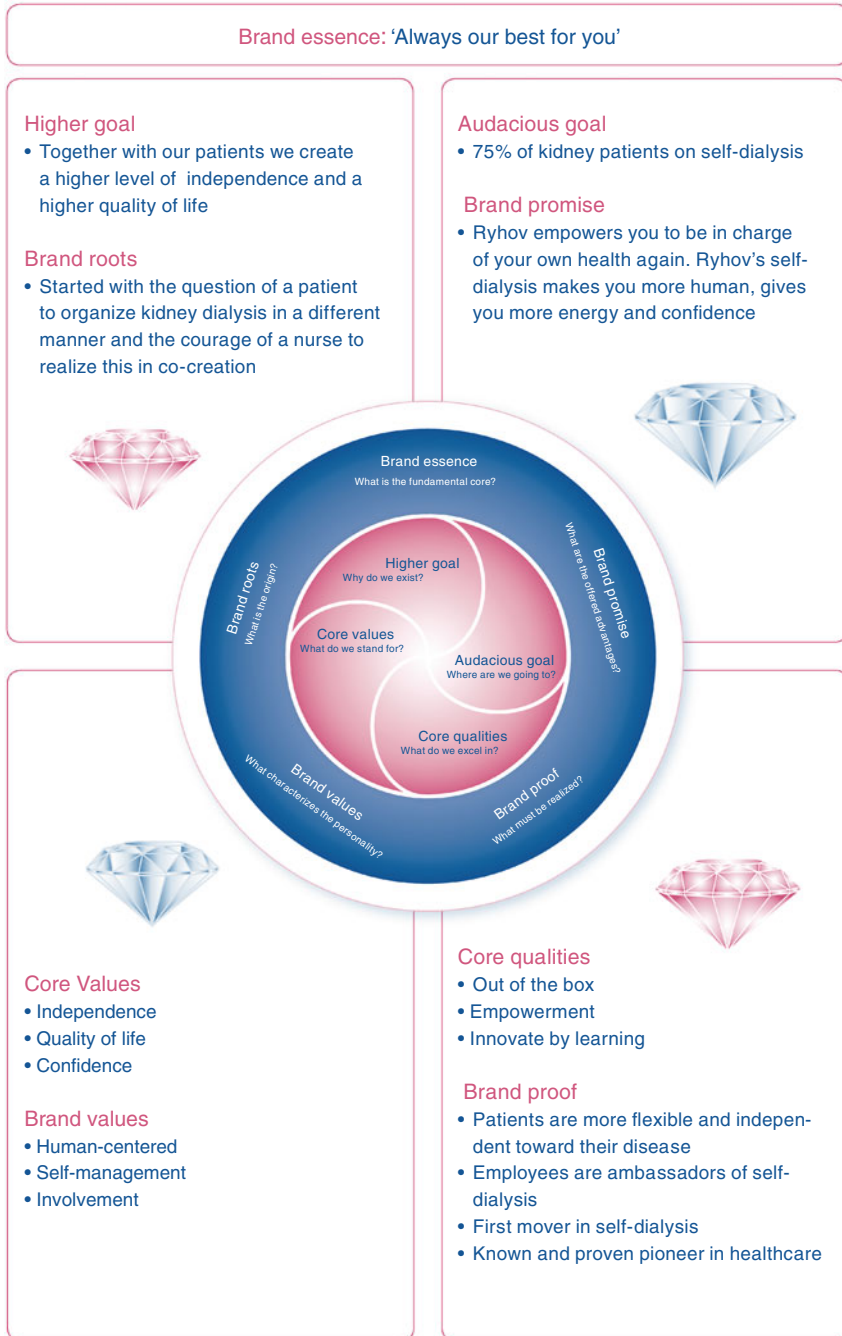 Brand essence: ‘Always our best for you’
Higher goal
• Together with our patients we create
a higher level of independence and a
higher quality of life
Brand roots
• Started with the question of a patient
to organize kidney dialysis in a different
manner and the courage of a nurse to
realize this in co-creation
Audacious goal
• 75% of kidney patients on self-dialysis
Brand promise
• Ryhov empowers you to be in charge
of your own health again. Ryhov’s self-
dialysis makes you more human, gives
you more energy and confidence
Brand essence
What is the fundamental core?
Brand promise
What are the offered advantages?
Brand proof
What must be realized?
Brand values
What characterizes the personality?
Brand roots
What is the origin?
Higher goal
Why do we exist?
Core values
What do we stand for?
Audacious goal
Where are we going to?
Core qualities
What do we excel in?
Core Values
• Independence
• Quality of life
• Confidence
Brand values
• Human-centered
• Self-management
• Involvement
Core qualities
• Out of the box
• Empowerment
• Innovate by learning
Brand proof
• Patients are more flexible and indepen-
dent toward their disease
• Employees are ambassadors of self-
dialysis
• First mover in self-dialysis
• Known and proven pioneer in healthcare